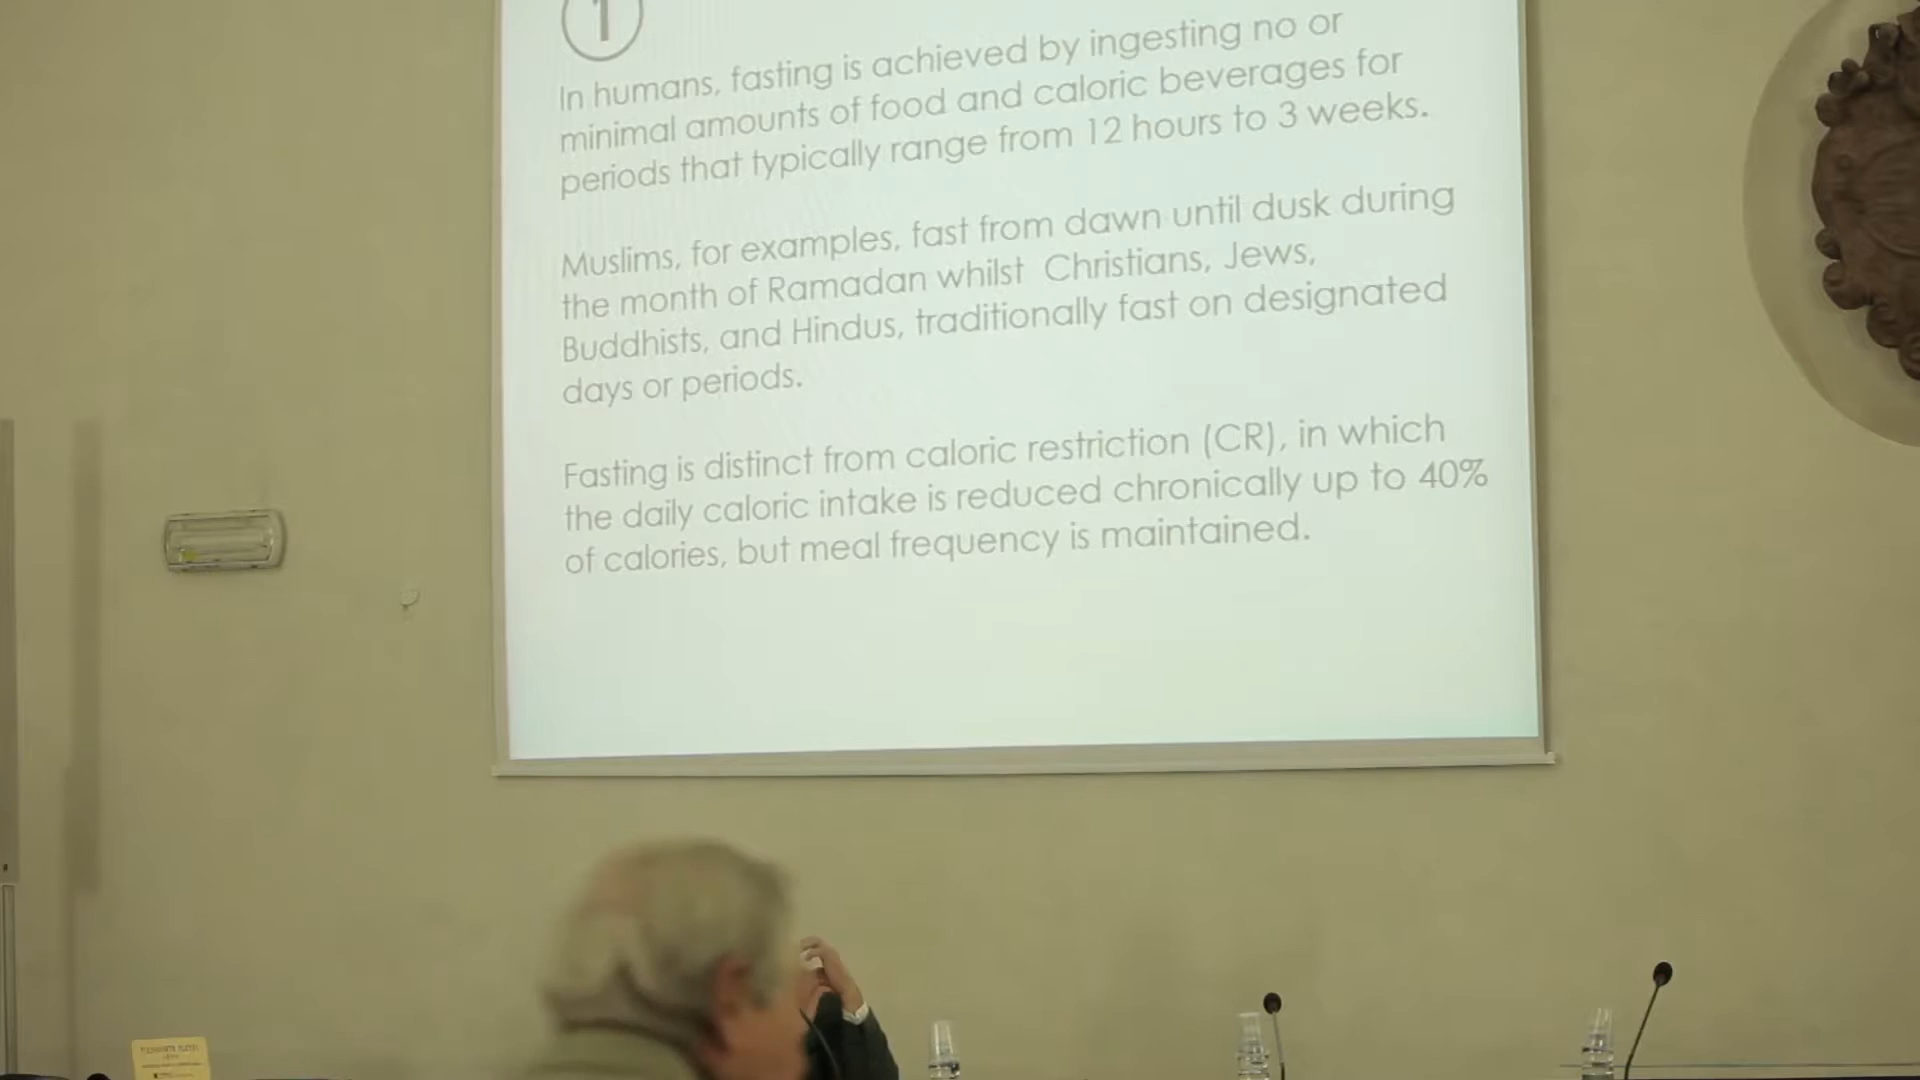 1
In humans, fasting is achieved by ingesting no or
minimal amounts of food and caloric beverages for
periods that typically range from 12 hours to 3 weeks.
Muslims, for examples, fast from dawn until dusk during
the month of Ramadan whilst Christians, Jews,
Buddhists, and Hindus, traditionally fast on designated
days or periods.
Fasting is distinct from caloric restriction (CR), in which
the daily caloric intake is reduced chronically up to 40%
of calories, but meal frequency is maintained.